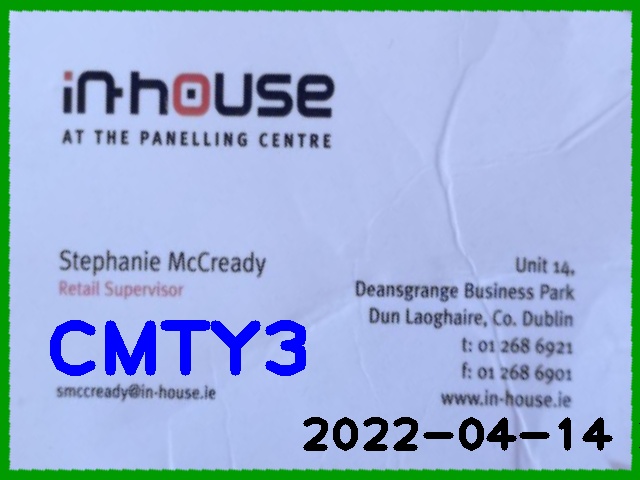 in-house
AT THE PANELLING CENTRE
Stephanie McCready
Retail Supervisor
CMTY3
smccready@in-house.ie
Unit 14,
Deansgrange Business Park
Dun Laoghaire, Co. Dublin
t: 01 268 6921
f: 01 268 6901
www.in-house.ie
2022-04-14